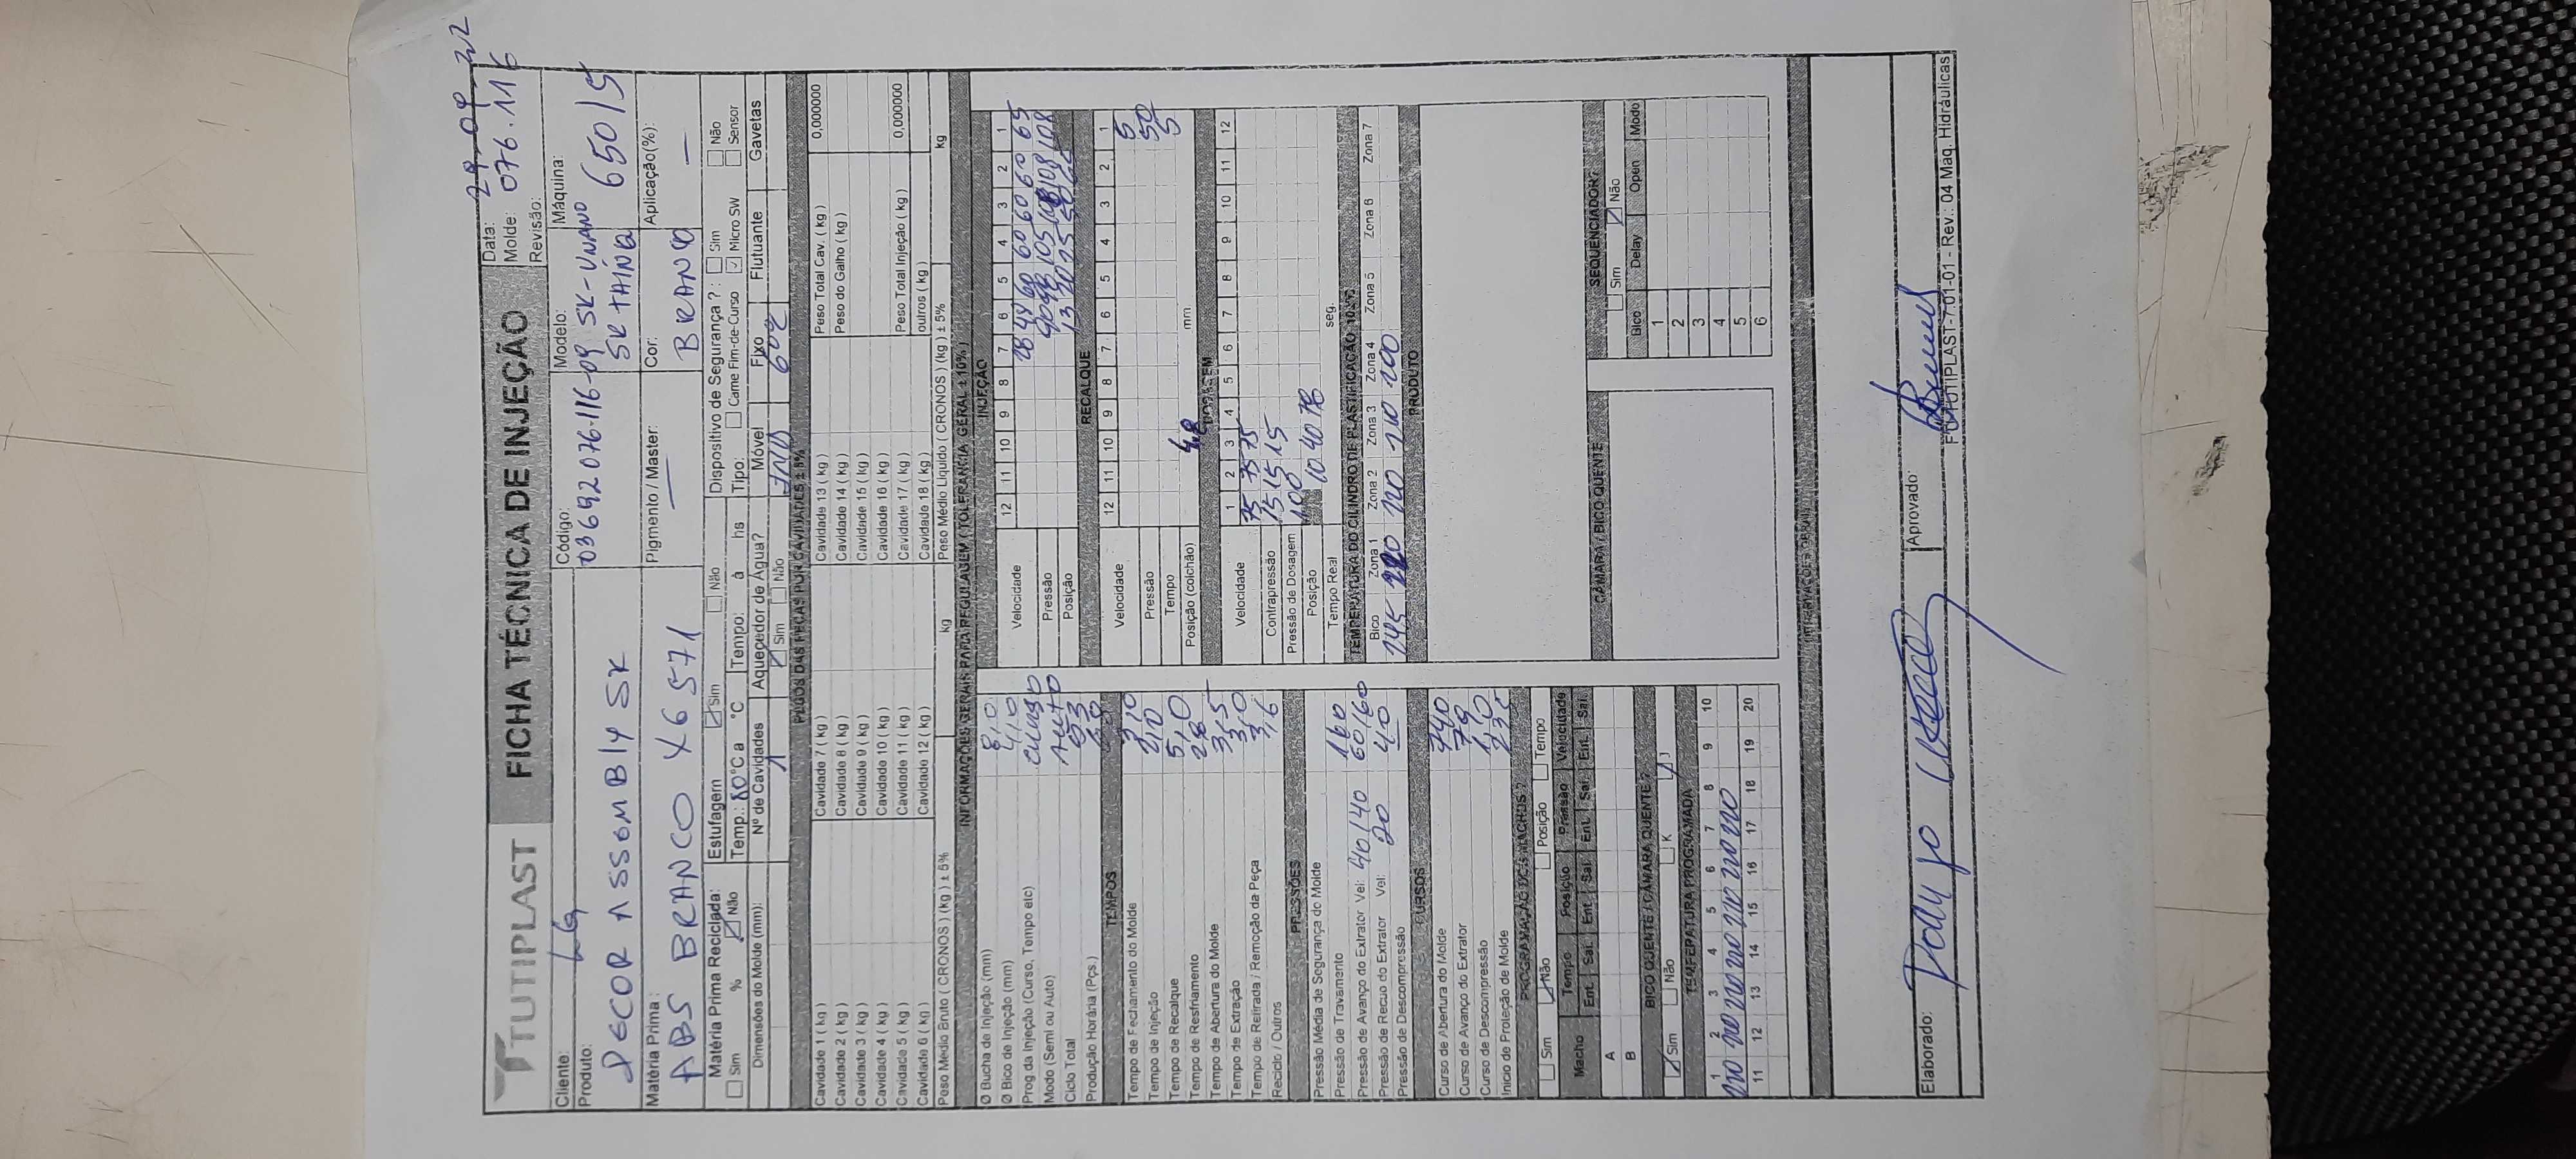 TUTIPLAST
FICHA TÉCNICA DE INJEÇÃO
Data: 29-09-22
Molde: 076.116
Revisão:
Cliente: LG
Código: 03692076-116-09
Modelo: SK-UNANO SK TAÍNA
Máquina: 650/5
Produto: DECOR ASSEMBLY SK
Matéria Prima : ABS BRANCO X6571
Pigmento / Master: —
Cor: BRANCO
Aplicação(%): —
Matéria Prima Reciclada: Estufagem Sim Não Dispositivo de Segurança ? : Sim Não
Sim % Não Temp.: 80 °C a °C Tempo: à hs Tipo: Came Fim-de-Curso Micro SW Sensor
Dimensões do Molde (mm): Nº de Cavidades Aquecedor de Água? Móvel Fixo Flutuante Gavetas
1 Sim Não IND 60º
PESOS DAS PEÇAS POR CAVIDADES ± 5%
Cavidade 1 ( kg ) Cavidade 7 ( kg ) Cavidade 13 ( kg ) Peso Total Cav. ( kg ) 0,000000
Cavidade 2 ( kg ) Cavidade 8 ( kg ) Cavidade 14 ( kg ) Peso do Galho ( kg )
Cavidade 3 ( kg ) Cavidade 9 ( kg ) Cavidade 15 ( kg )
Cavidade 4 ( kg ) Cavidade 10 ( kg ) Cavidade 16 ( kg )
Cavidade 5 ( kg ) Cavidade 11 ( kg ) Cavidade 17 ( kg ) Peso Total Injeção ( kg ) 0,000000
Cavidade 6 ( kg ) Cavidade 12 ( kg ) Cavidade 18 ( kg ) outros ( kg )
Peso Médio Bruto ( CRONOS ) (kg ) ± 5% kg Peso Médio Liquido ( CRONOS ) (kg ) ± 5% kg
INFORMAÇÕES GERAIS PARA REGULAGEM ( TOLERANCIA GERAL ± 10% )
Ø Bucha de Injeção (mm) 8,0
Ø Bico de Injeção (mm) 4,0
Prog.da Injeção (Curso, Tempo etc) curso
Modo (Semi ou Auto) AUTO
Ciclo Total 53
Produção Horária (Pçs.) 68
TEMPOS
Tempo de Fechamento do Molde 3,0
Tempo de Injeção 2,0
Tempo de Recalque 5,0
Tempo de Resfriamento 28
Tempo de Abertura do Molde 3,5
Tempo de Extração 3,0
Tempo de Retirada / Remoção da Peça 3,6
Reciclo / Outros
PRESSÕES
Pressão Média de Segurança do Molde
Pressão de Travamento 160
Pressão de Avanço do Extrator Vel: 40/40 60/60
Pressão de Recuo do Extrator Vel: 20 40
Pressão de Descompressão —
CURSOS
Curso de Abertura do Molde 740
Curso de Avanço do Extrator 79
Curso de Descompressão 1,0
Inicio de Proteção de Molde 235
PROGRAMAÇÃO DOS MACHOS ?
Sim Não Posição Tempo
Macho Tempo Posição Pressão Velocidade
Ent. Sai. Ent. Sai. Ent. Sai. Ent. Sai.
A
B
BICO QUENTE / CÂMARA QUENTE ?
Sim Não K J
TEMPERATURA PROGRAMADA
1 2 3 4 5 6 7 8 9 10
220 220 220 220 220 220 220
11 12 13 14 15 16 17 18 19 20
INJEÇÃO
12 11 10 9 8 7 6 5 4 3 2 1
Velocidade 28 48 60 60 60 60 65
Pressão 90 98 105 108 108 108
Posição 13 20 25 50 65
RECALQUE
12 11 10 9 8 7 6 5 4 3 2 1
Velocidade 5
Pressão 50
Tempo 5
Posição (colchão) 4,8 mm
DOSAGEM
1 2 3 4 5 6 7 8 9 10 11 12
Velocidade 75 75 75
Contrapressão 15 15 15
Pressão de Dosagem 100
Posição 10 40 78
Tempo Real seg.
TEMPERATURA DO CILINDRO DE PLASTIFICAÇÃO 10±ºC
Bico Zona 1 Zona 2 Zona 3 Zona 4 Zona 5 Zona 6 Zona 7
245 220 220 210 200
PRODUTO
CÂMARA / BICO QUENTE
SEQUENCIADOR?
Sim Não
Bico Delay Open Modo
1
2
3
4
5
6
OBSERVAÇÕES GERAIS
Elaborado:
Aprovado:
FO-TUTIPLAST-7.01-01 - Rev.: 04 Maq. Hidráulicas